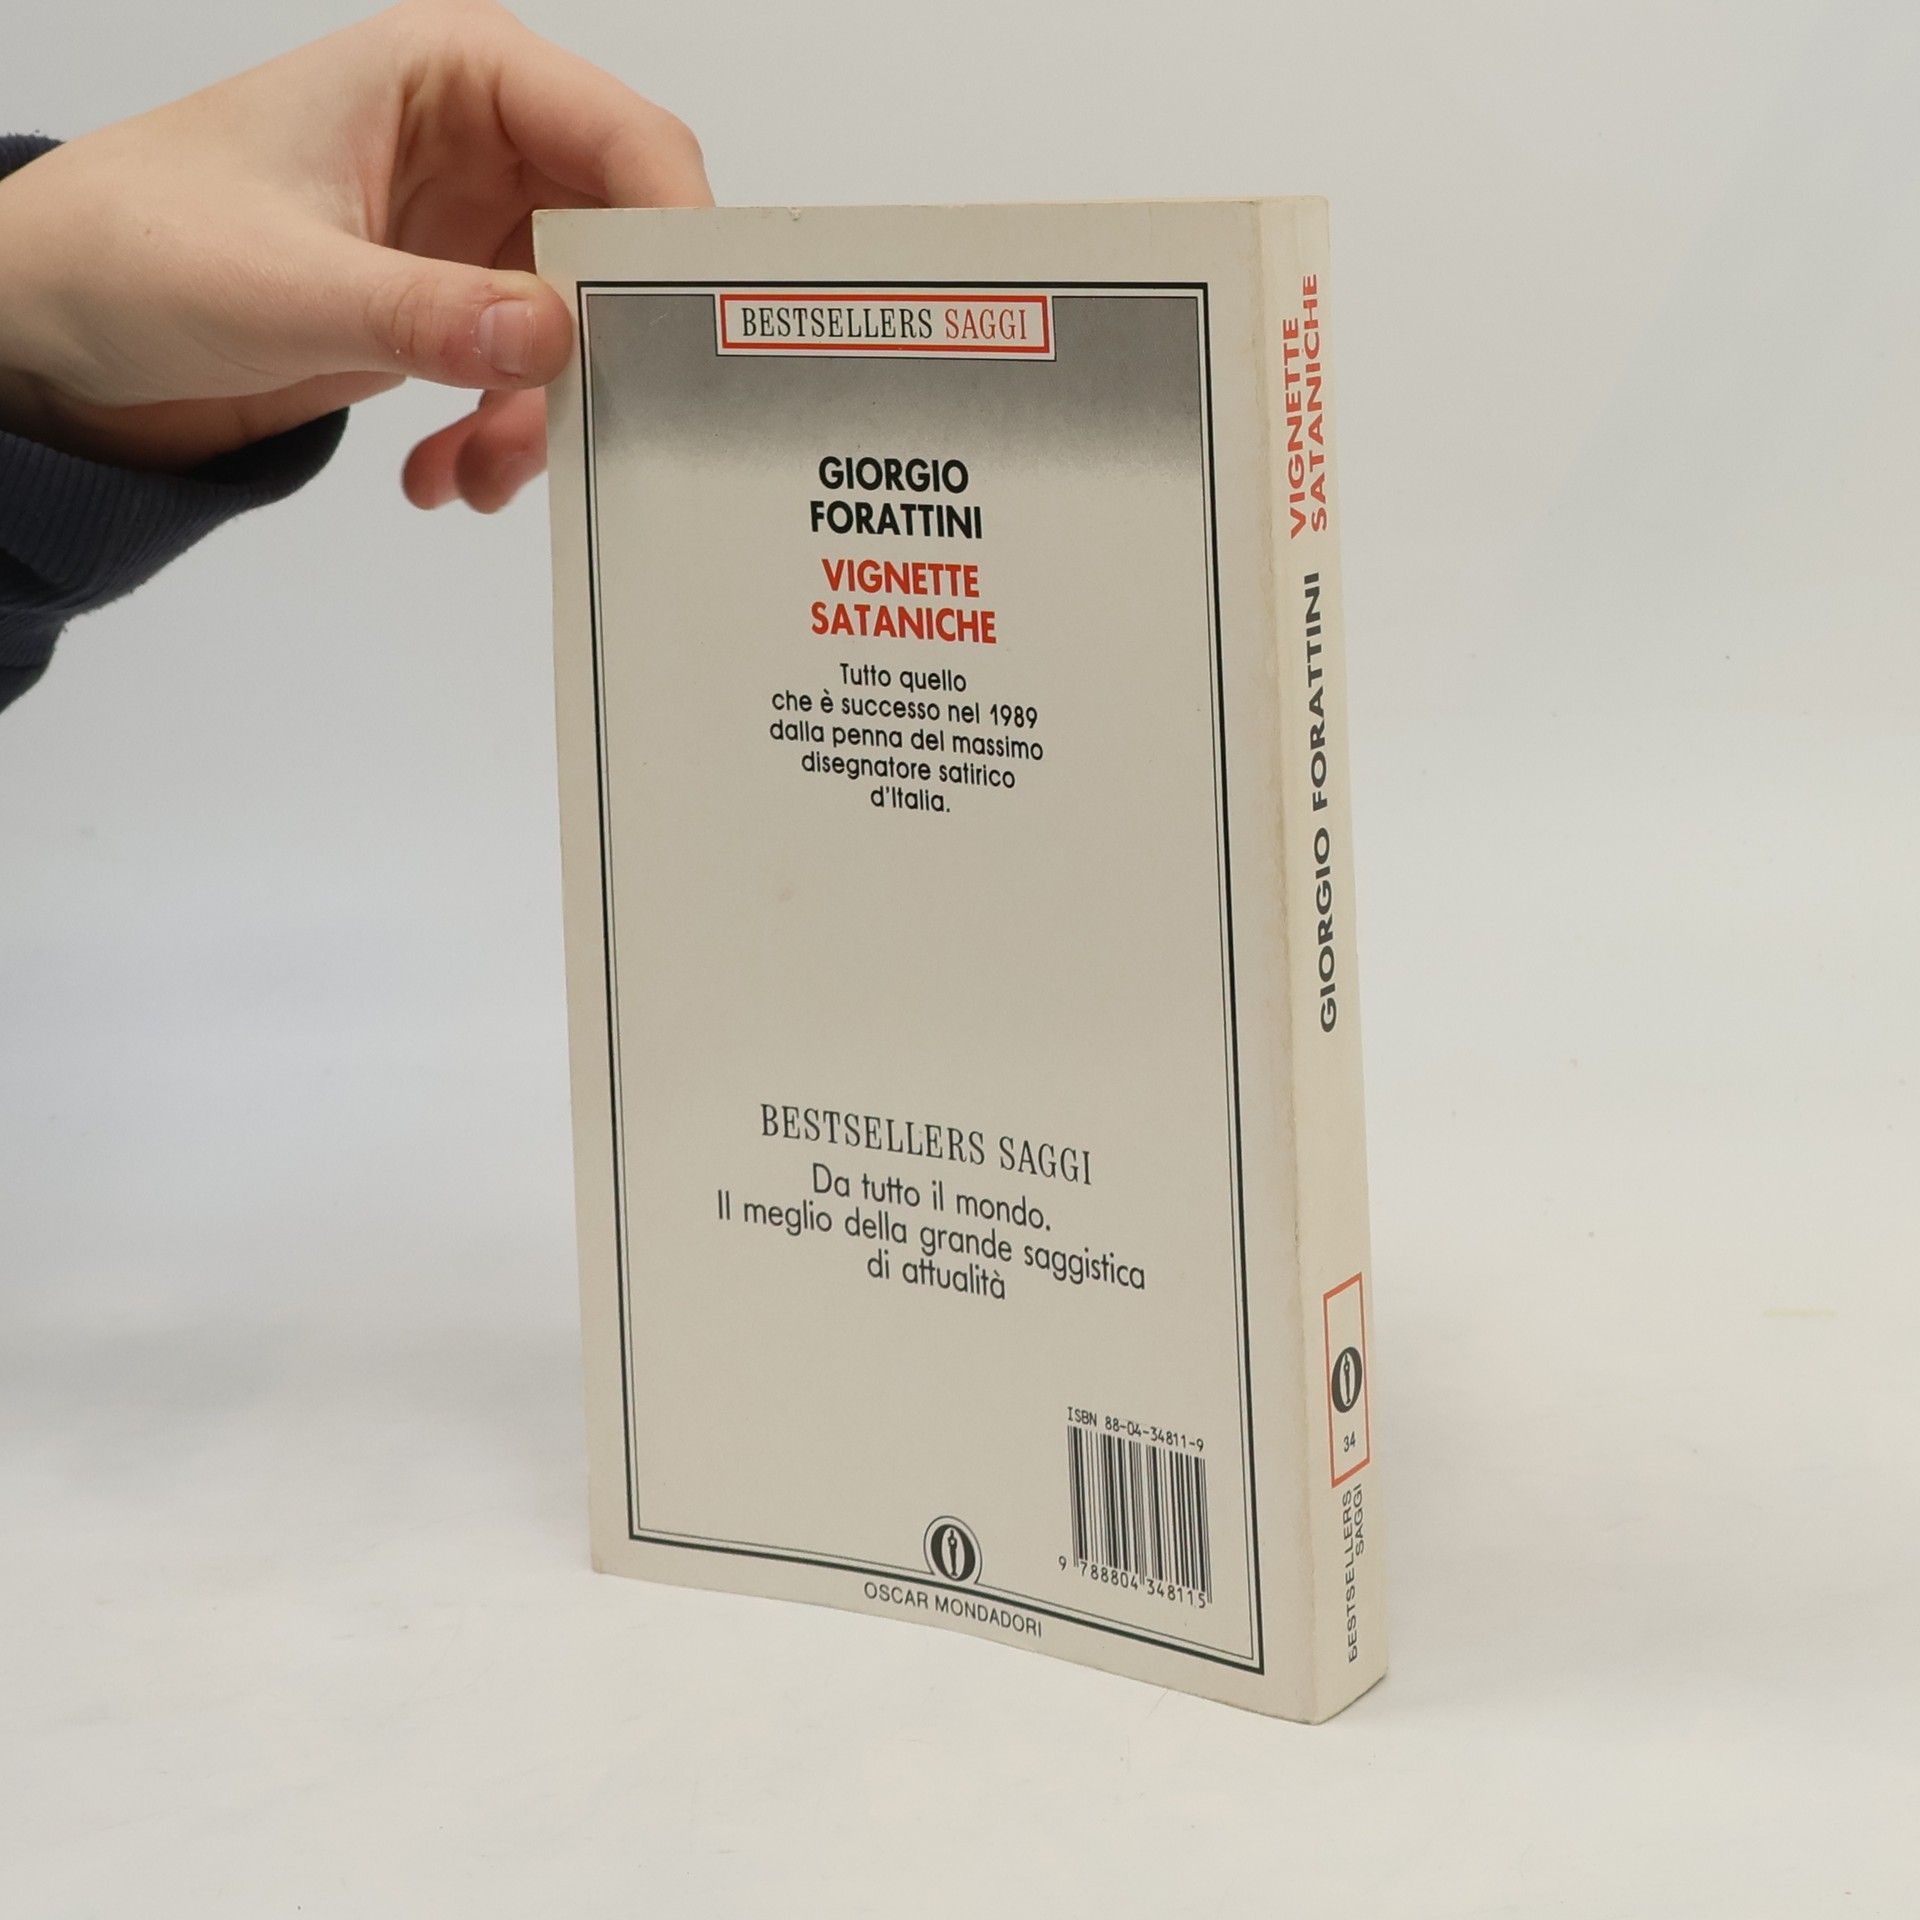 BESTSELLERS SAGGI
GIORGIO
FORATTINI
VIGNETTE
SATANICHE
Tutto quello
che è successo nel 1989
dalla penna del massimo
disegnatore satirico
d'Italia.
BESTSELLERS SAGGI
Da tutto il mondo.
Il meglio della grande saggistica
di attualità
ISBN 88-04-34811-9
9 788804 348115
OSCAR MONDADORI
GIORGIO FORATTINI
VIGNETTE
SATANICHE
34
BESTSELLERS
SAGGI